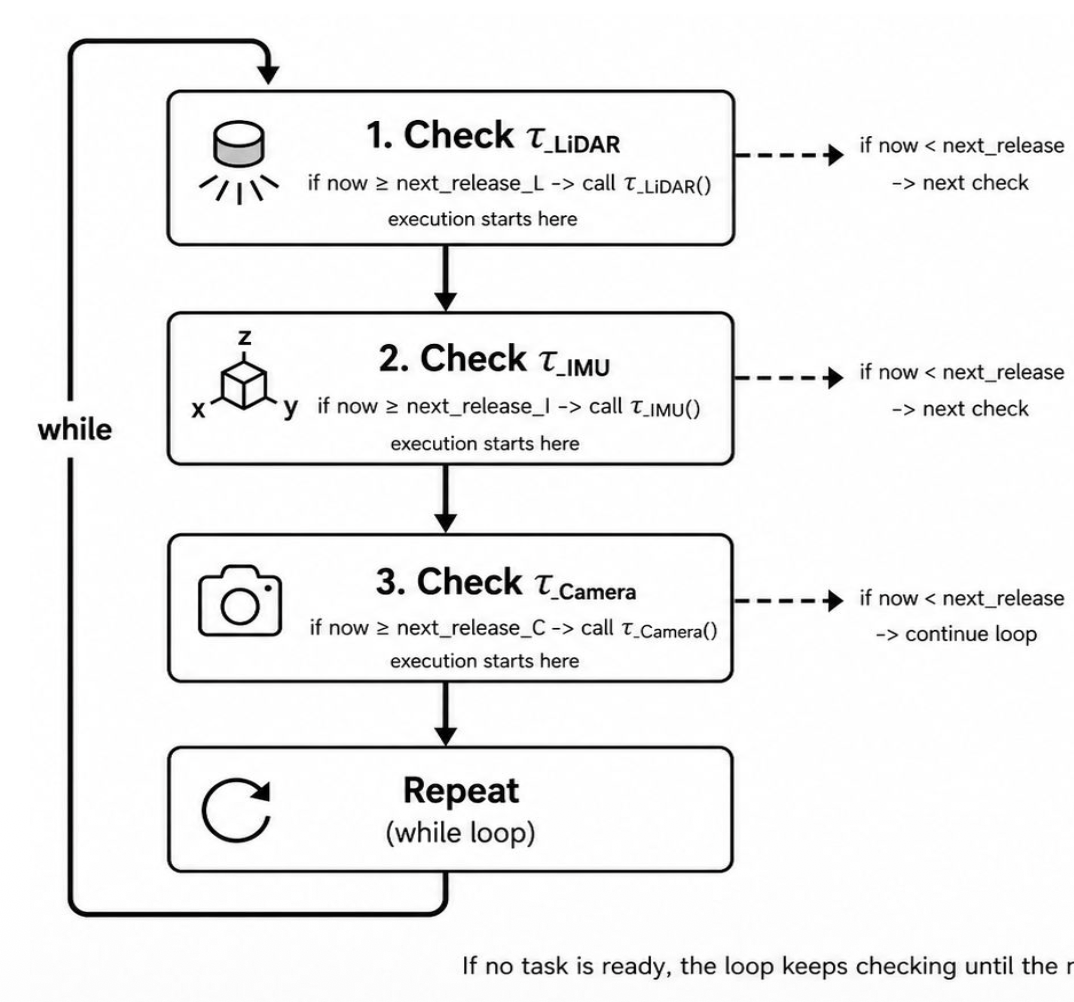 1. Check τ_LiDAR
if now ≥ next_release_L -> call τ_LiDAR()
execution starts here
if now < next_release
-> next check
z
x
y
2. Check τ_IMU
if now ≥ next_release_I -> call τ_IMU()
execution starts here
if now < next_release
-> next check
while
3. Check τ_Camera
if now ≥ next_release_C -> call τ_Camera()
execution starts here
if now < next_release
-> continue loop
Repeat
(while loop)
If no task is ready, the loop keeps checking until the